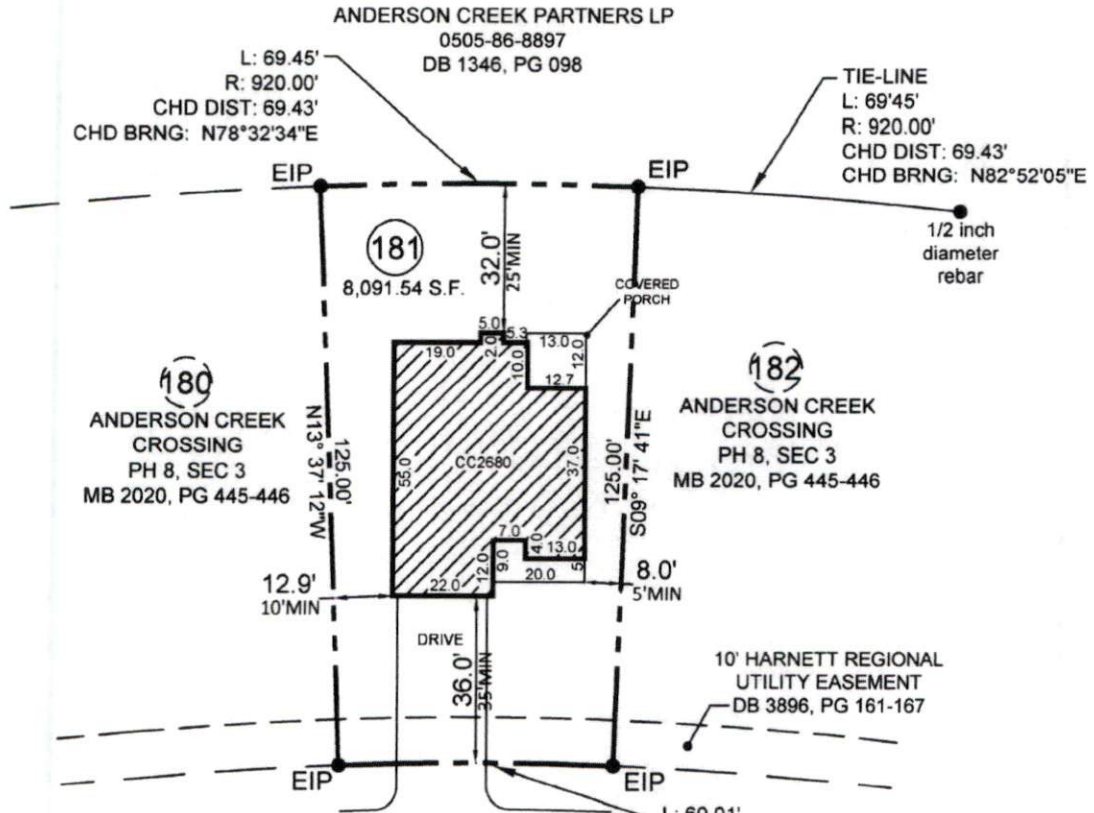 ANDERSON CREEK PARTNERS LP
0505-86-8897
DB 1346, PG 098
L: 69.45'
R: 920.00'
CHD DIST: 69.43'
CHD BRNG: N78°32'34"E
TIE-LINE
L: 69'45'
R: 920.00'
CHD DIST: 69.43'
CHD BRNG: N82°52'05"E
EIP
EIP
1/2 inch
diameter
rebar
181
8,091.54 S.F.
32.0'
25'MIN
COVERED
PORCH
5.0
5.3
13.0
19.0
2.0
10.0
12.0
12.7
180
ANDERSON CREEK
CROSSING
PH 8, SEC 3
MB 2020, PG 445-446
182
ANDERSON CREEK
CROSSING
PH 8, SEC 3
MB 2020, PG 445-446
N13° 37' 12"W
125.00'
55.0
CC2680
37.0
125.00'
S09° 17' 41"E
7.0
4.0
13.0
12.0
9.0
5
22.0
20.0
12.9'
10'MIN
8.0'
5'MIN
DRIVE
36.0'
35'MIN
10' HARNETT REGIONAL
UTILITY EASEMENT
DB 3896, PG 161-167
EIP
EIP